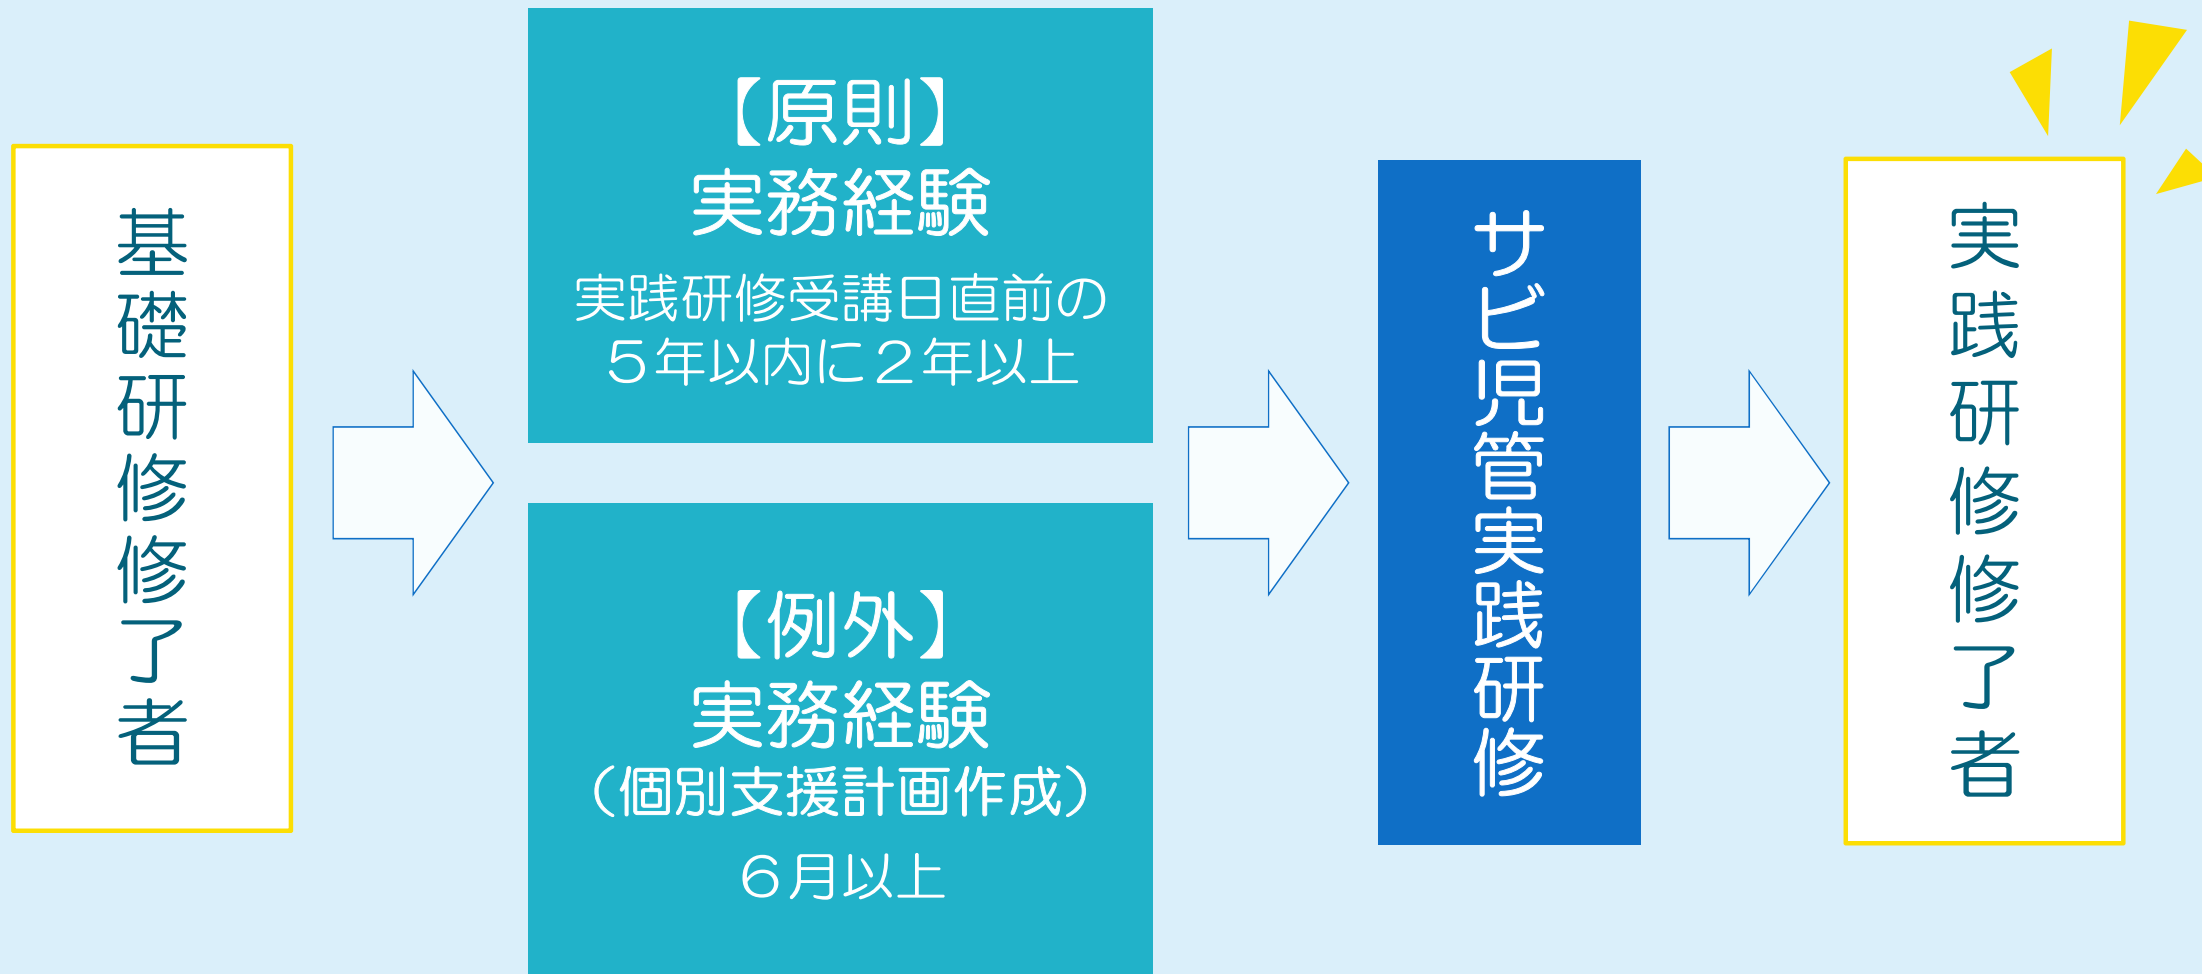 基礎研修修了者
【原則】
実務経験
実践研修受講日直前の
５年以内に２年以上
【例外】
実務経験
（個別支援計画作成）
６月以上
サビ児管実践研修
実践研修修了者